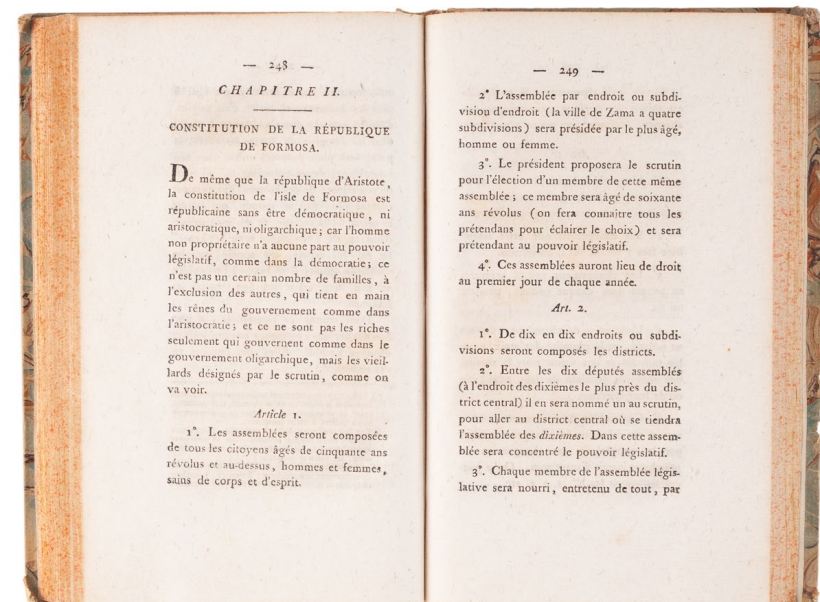 — 248 —
CHAPITRE II.
CONSTITUTION DE LA RÉPUBLIQUE
DE FORMOSA.
De même que la république d'Aristote,
la constitution de l'isle de Formosa est
républicaine sans être démocratique, ni
aristocratique, ni oligarchique; car l'homme
non propriétaire n'a aucune part au pouvoir
législatif, comme dans la démocratie; ce
n'est pas un certain nombre de familles, à
l'exclusion des autres, qui tient en main
les rênes du gouvernement comme dans
l'aristocratie; et ce ne sont pas les riches
seulement qui gouvernent comme dans le
gouvernement oligarchique, mais les vieil-
lards désignés par le scrutin, comme on
va voir.
Article 1.
1°. Les assemblées seront composées
de tous les citoyens âgés de cinquante ans
révolus et au-dessus, hommes et femmes,
sains de corps et d'esprit.
— 249 —
2° L'assemblée par endroit ou subdi-
vision d'endroit (la ville de Zama a quatre
subdivisions) sera présidée par le plus âgé,
homme ou femme.
3°. Le président proposera le scrutin
pour l'élection d'un membre de cette même
assemblée; ce membre sera âgé de soixante
ans révolus (on fera connaître tous les
prétendans pour éclairer le choix) et sera
prétendant au pouvoir législatif.
4°. Ces assemblées auront lieu de droit
au premier jour de chaque année.
Art. 2.
1°. De dix en dix endroits ou subdi-
visions seront composés les districts.
2°. Entre les dix députés assemblés
(à l'endroit des dixièmes le plus près du dis-
trict central) il en sera nommé un au scrutin,
pour aller au district central où se tiendra
l'assemblée des dixièmes. Dans cette assem-
blée sera concentré le pouvoir législatif.
3°. Chaque membre de l'assemblée légis-
lative sera nourri, entretenu de tout, par